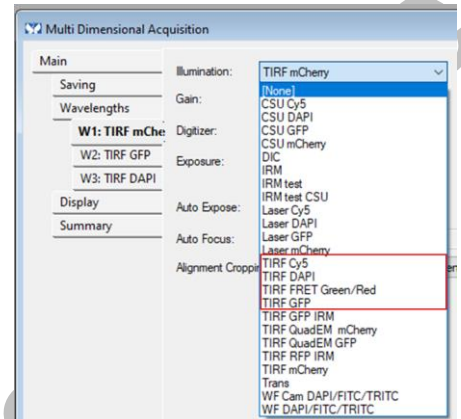 Multi Dimensional Acquisition
Main
Saving
Wavelengths
W1: TIRF mChe
W2: TIRF GFP
W3: TIRF DAPI
Display
Summary
Illumination: TIRF mCherry
Gain:
Digitizer:
Exposure:
Auto Expose:
Auto Focus:
Alignment Croppin
[None]
CSU Cy5
CSU DAPI
CSU GFP
CSU mCherry
DIC
IRM
IRM test
IRM test CSU
Laser Cy5
Laser DAPI
Laser GFP
Laser mCherry
TIRF Cy5
TIRF DAPI
TIRF FRET Green/Red
TIRF GFP
TIRF GFP IRM
TIRF QuadEM mCherry
TIRF QuadEM GFP
TIRF RFP IRM
TIRF mCherry
Trans
WF Cam DAPI/FITC/TRITC
WF DAPI/FITC/TRITC